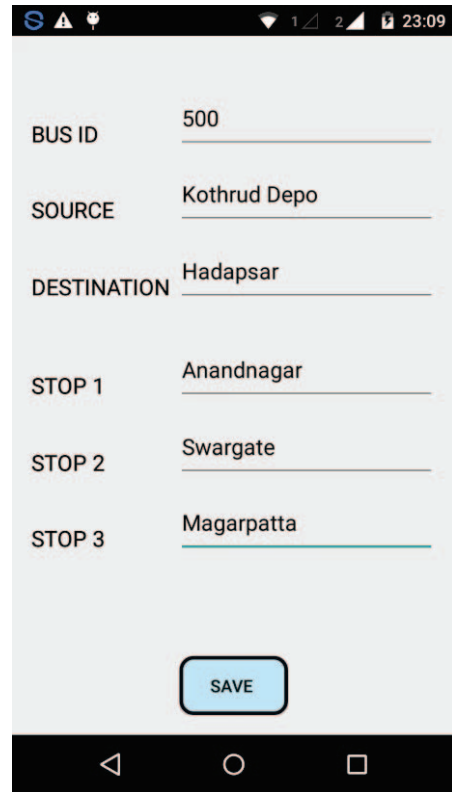 1 2 23:09
BUS ID 500
SOURCE Kothrud Depo
DESTINATION Hadapsar
STOP 1 Anandnagar
STOP 2 Swargate
STOP 3 Magarpatta
SAVE